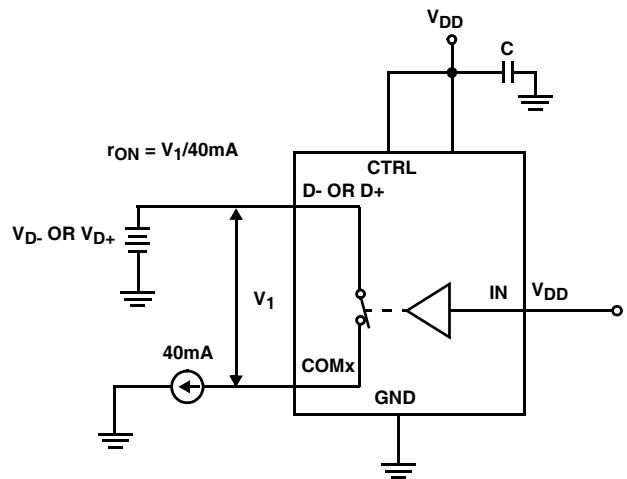 VDD
C
rON = V1/40mA
CTRL
D- OR D+
VD- OR VD+
V1
IN
VDD
40mA
COMx
GND